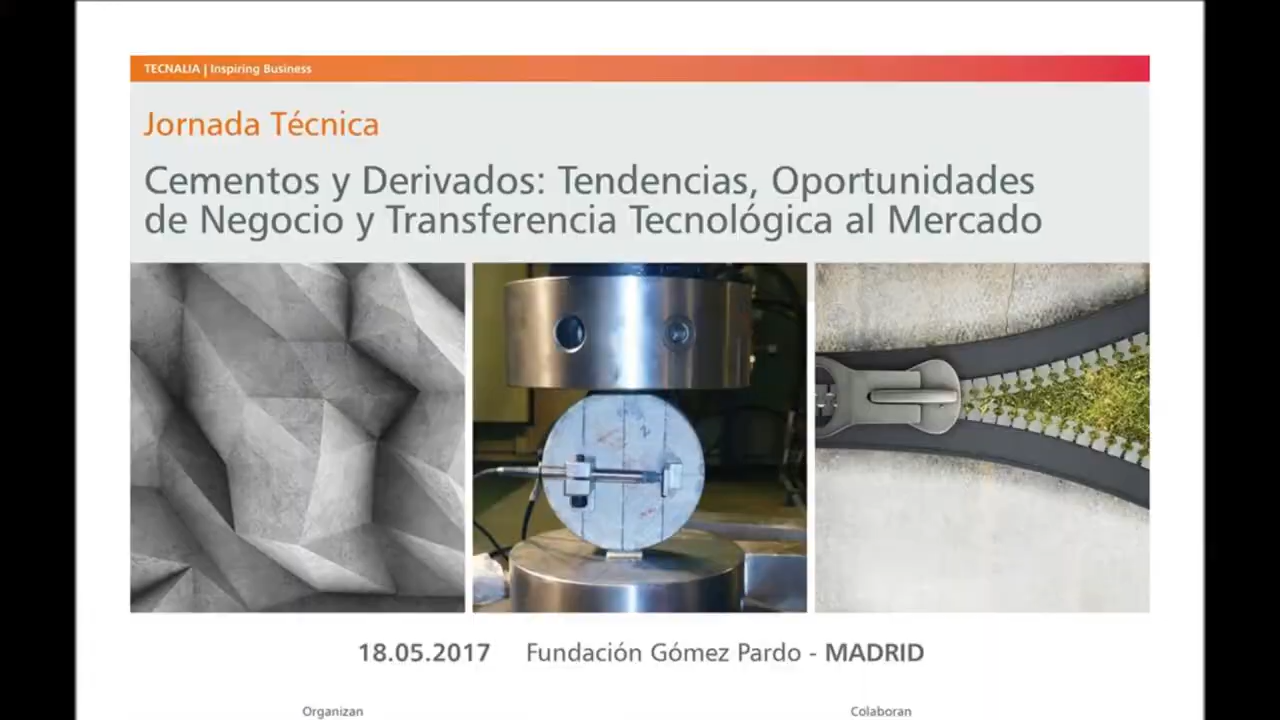 TECNALIA | Inspiring Business
Jornada Técnica
Cementos y Derivados: Tendencias, Oportunidades
de Negocio y Transferencia Tecnológica al Mercado
18.05.2017 Fundación Gómez Pardo - MADRID
Organizan Colaboran